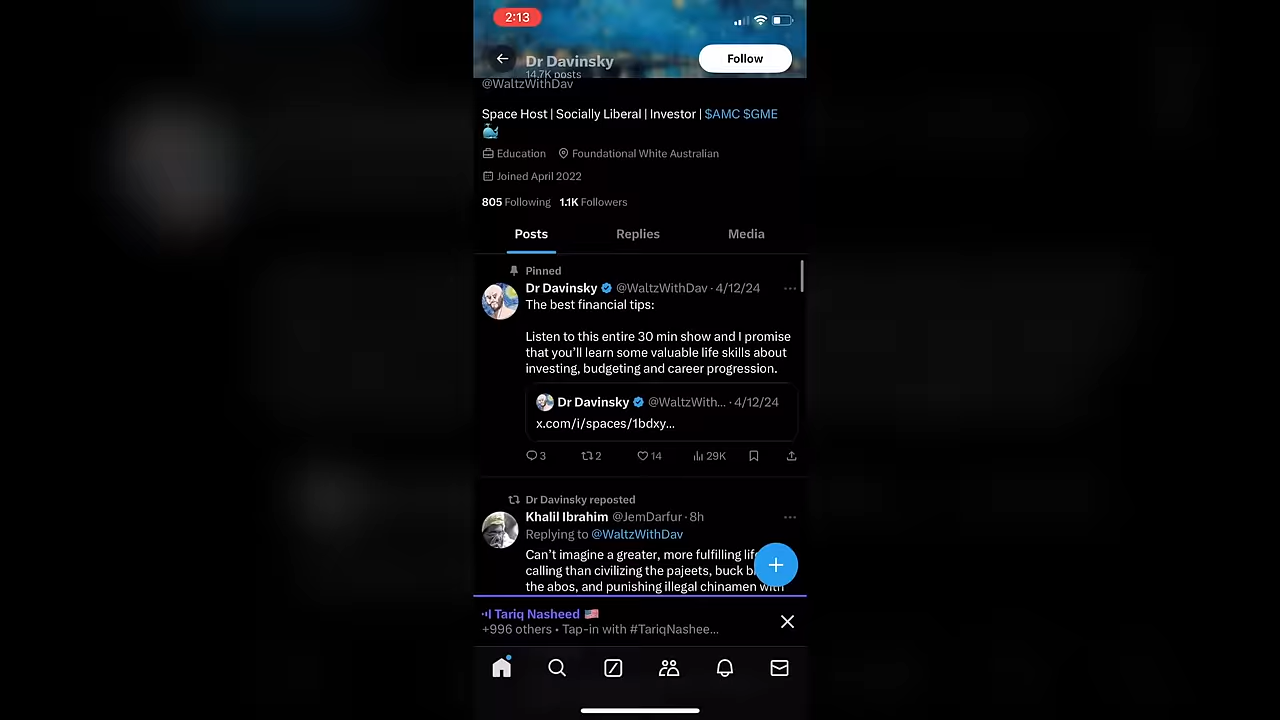 2:13
Dr Davinsky
14.7K posts
Follow
@WaltzWithDav
Space Host | Socially Liberal | Investor | $AMC $GME
🐳
Education Foundational White Australian
Joined April 2022
805 Following 1.1K Followers
Posts Replies Media
Pinned
Dr Davinsky @WaltzWithDav · 4/12/24
The best financial tips:
Listen to this entire 30 min show and I promise
that you'll learn some valuable life skills about
investing, budgeting and career progression.
Dr Davinsky @WaltzWith... · 4/12/24
x.com/i/spaces/1bdxy...
3 2 14 29K
Dr Davinsky reposted
Khalil Ibrahim @JemDarfur · 8h
Replying to @WaltzWithDav
Can't imagine a greater, more fulfilling
calling than civilizing the pajeets, buck
the abos, and punishing illegal chinamen with
Tariq Nasheed 🇺🇸
+996 others • Tap-in with #TariqNashee...